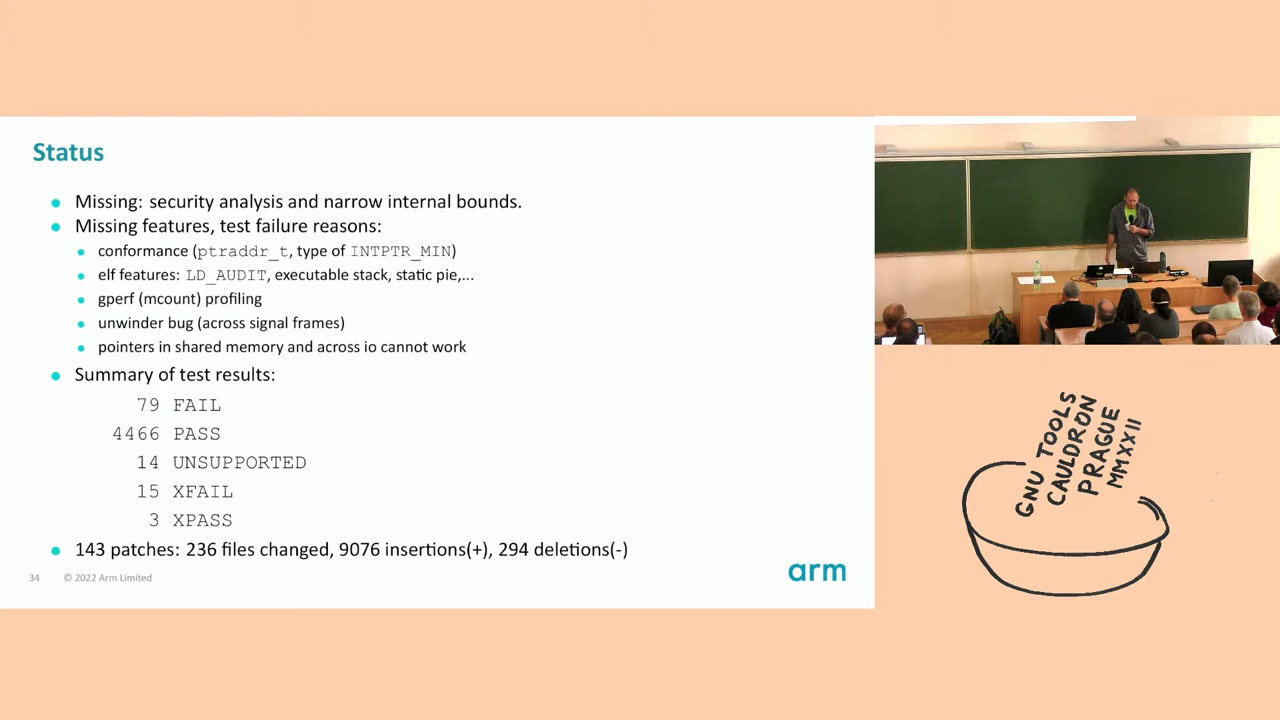 Status
Missing: security analysis and narrow internal bounds.
Missing features, test failure reasons:
conformance (ptraddr_t, type of INTPTR_MIN)
elf features: LD_AUDIT, executable stack, static pie,...
gperf (mcount) profiling
unwinder bug (across signal frames)
pointers in shared memory and across io cannot work
Summary of test results:
79 FAIL
4466 PASS
14 UNSUPPORTED
15 XFAIL
3 XPASS
143 patches: 236 files changed, 9076 insertions(+), 294 deletions(-)
34 © 2022 Arm Limited
arm
GNU TOOLS
CAULDRON
PRAGUE
MMXXII